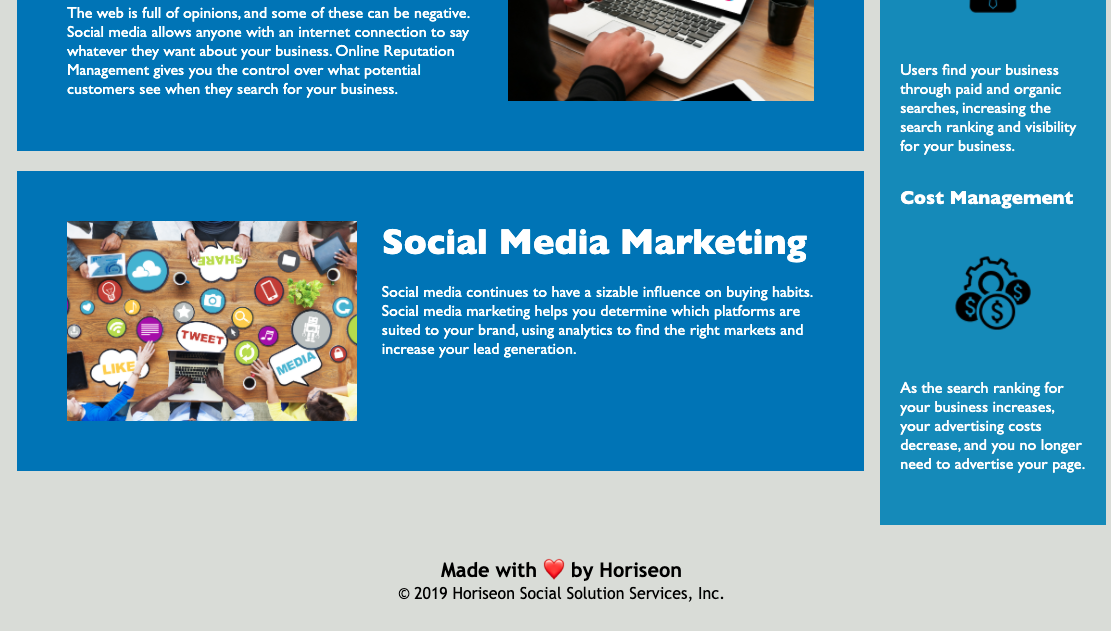 The web is full of opinions, and some of these can be negative.
Social media allows anyone with an internet connection to say
whatever they want about your business. Online Reputation
Management gives you the control over what potential
customers see when they search for your business.
Social Media Marketing
Social media continues to have a sizable influence on buying habits.
Social media marketing helps you determine which platforms are
suited to your brand, using analytics to find the right markets and
increase your lead generation.
SHARE
TWEET
LIKE
MEDIA
Users find your business
through paid and organic
searches, increasing the
search ranking and visibility
for your business.
Cost Management
$
$
$
As the search ranking for
your business increases,
your advertising costs
decrease, and you no longer
need to advertise your page.
Made with ❤️ by Horiseon
© 2019 Horiseon Social Solution Services, Inc.